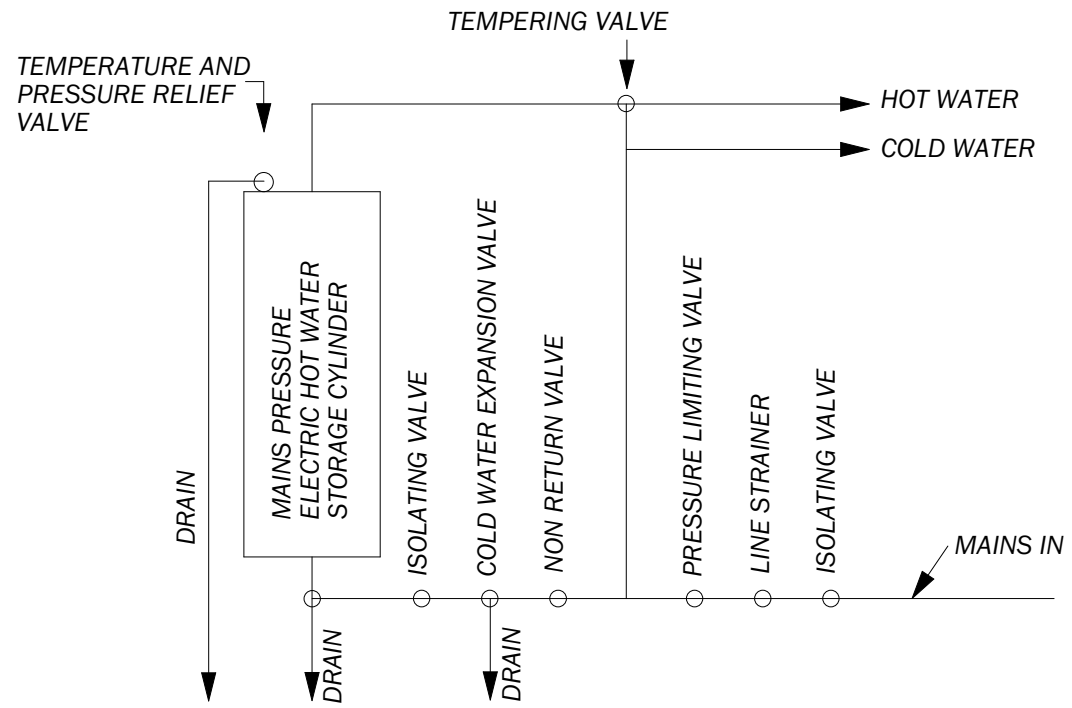 TEMPERING VALVE
TEMPERATURE AND
PRESSURE RELIEF
VALVE
HOT WATER
COLD WATER
MAINS PRESSURE
ELECTRIC HOT WATER
STORAGE CYLINDER
ISOLATING VALVE
COLD WATER EXPANSION VALVE
NON RETURN VALVE
PRESSURE LIMITING VALVE
LINE STRAINER
ISOLATING VALVE
MAINS IN
DRAIN
DRAIN
DRAIN